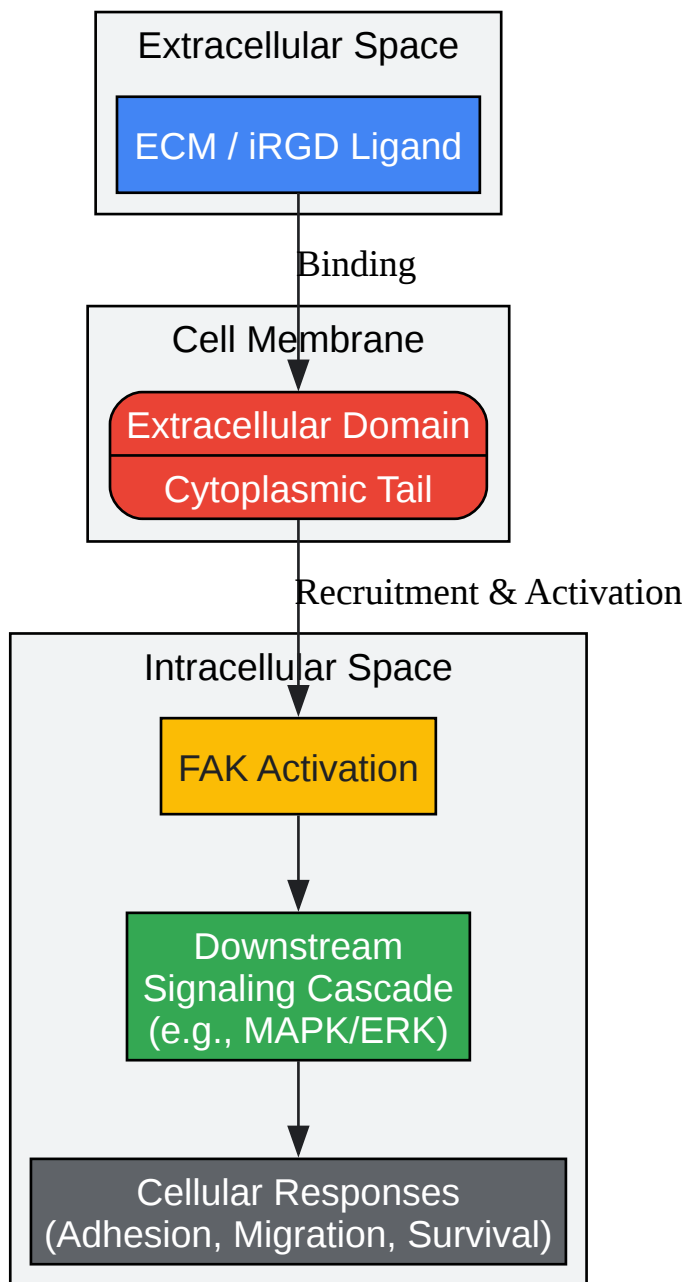 Extracellular Space
ECM / iRGD Ligand
Binding
Cell Membrane
Extracellular Domain
Cytoplasmic Tail
Recruitment & Activation
Intracellular Space
FAK Activation
Downstream
Signaling Cascade
(e.g., MAPK/ERK)
Cellular Responses
(Adhesion, Migration, Survival)